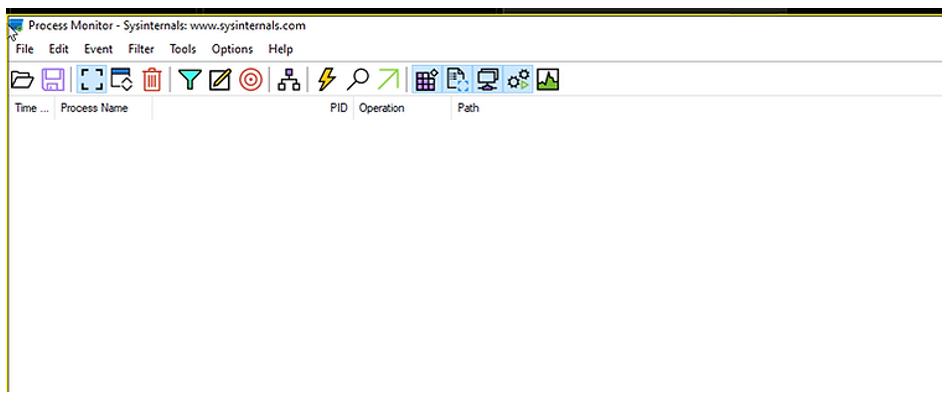 Process Monitor - Sysinternals: www.sysinternals.com
File Edit Event Filter Tools Options Help
Time ... Process Name PID Operation Path